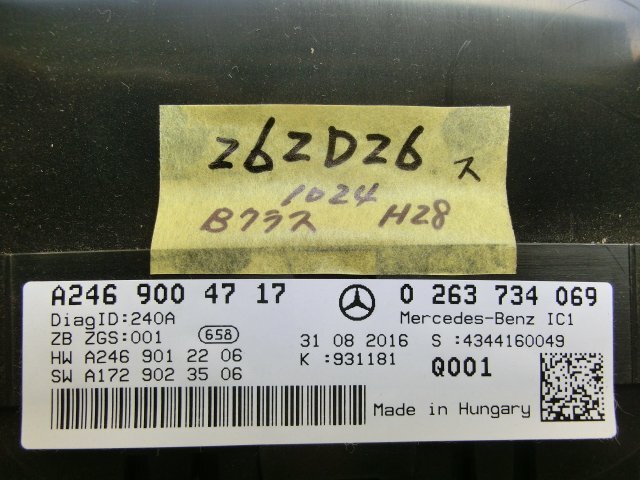 262D26 ス
1024
Bクラス H28
A246 900 47 17 0 263 734 069
DiagID:240A Mercedes-Benz IC1
ZB ZGS:001 658 31 08 2016 S :4344160049
HW A246 901 22 06 K :931181 Q001
SW A172 902 35 06
Made in Hungary